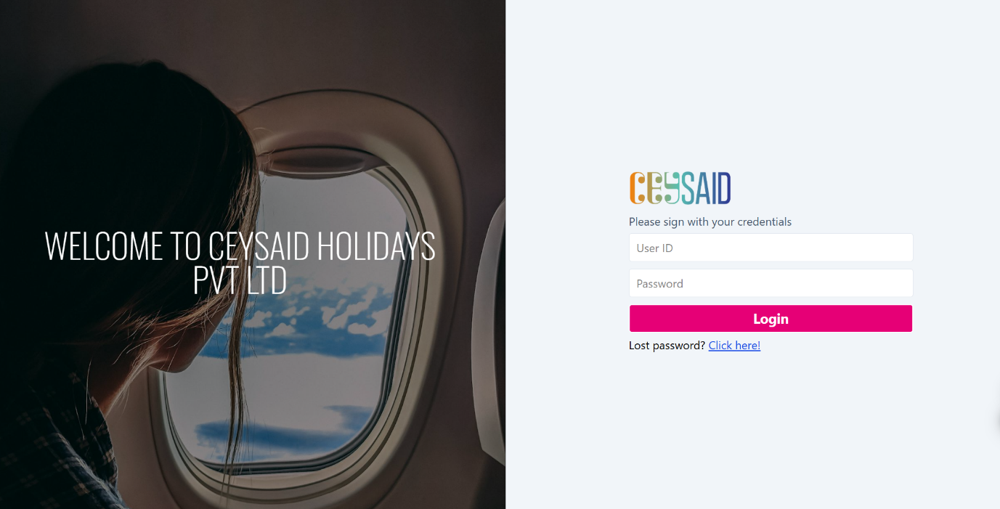 WELCOME TO CEYSAID HOLIDAYS
PVT LTD
CEYSAID
Please sign with your credentials
User ID
Password
Login
Lost password? Click here!